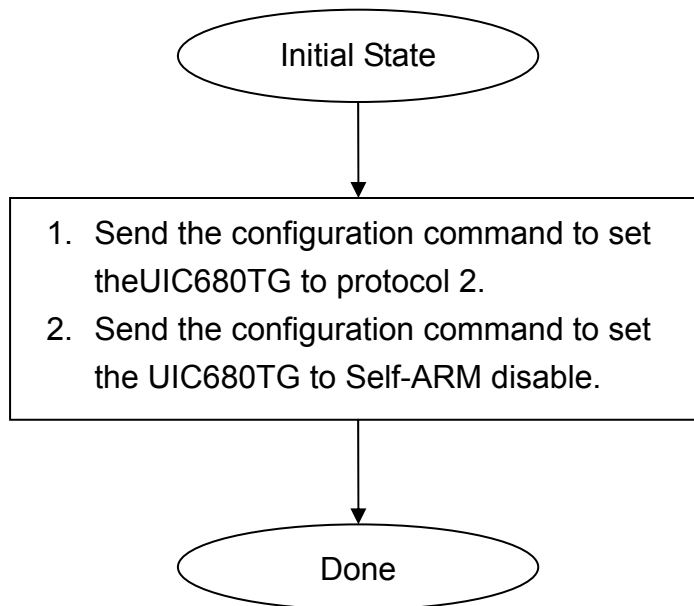 Initial State
1. Send the configuration command to set
theUIC680TG to protocol 2.
2. Send the configuration command to set
the UIC680TG to Self-ARM disable.
Done